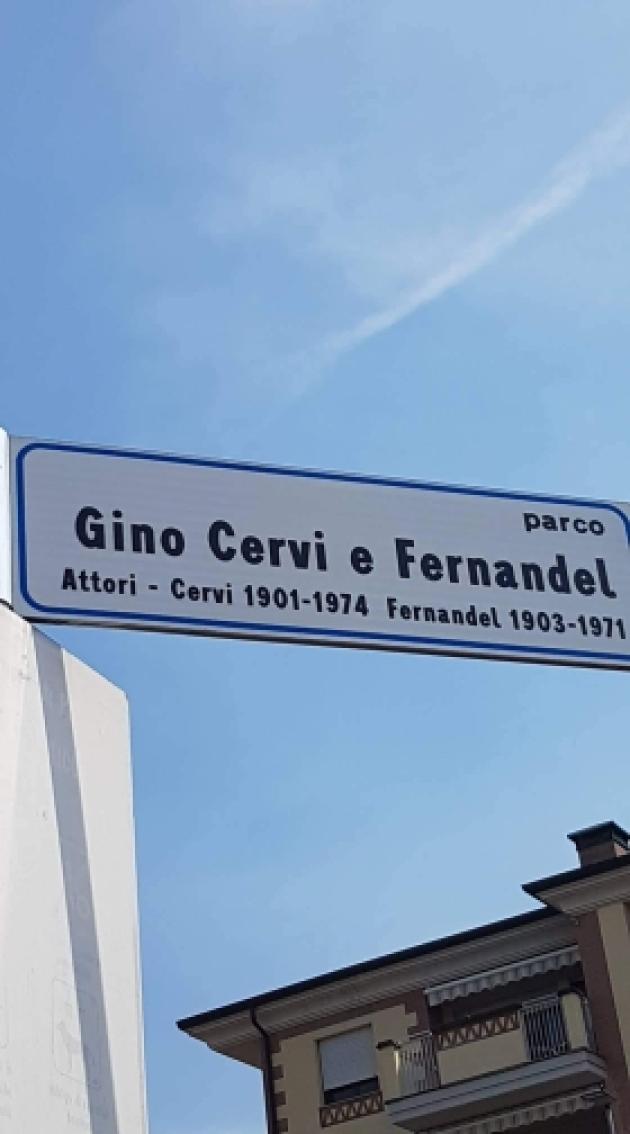 parco
Gino Cervi e Fernandel
Attori - Cervi 1901-1974 Fernandel 1903-1971